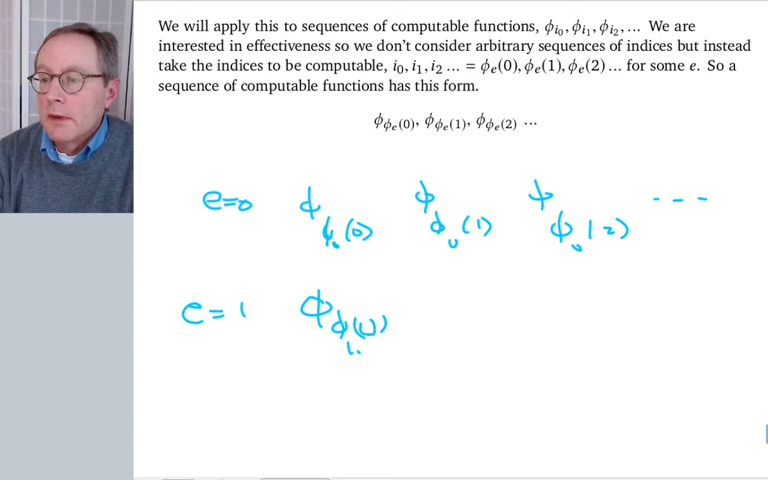 We will apply this to sequences of computable functions, ϕ_{i_0}, ϕ_{i_1}, ϕ_{i_2}, ... We are
interested in effectiveness so we don't consider arbitrary sequences of indices but instead
take the indices to be computable, i_0, i_1, i_2 ... = ϕ_e(0), ϕ_e(1), ϕ_e(2) ... for some e. So a
sequence of computable functions has this form.
ϕ_{ϕ_e(0)}, ϕ_{ϕ_e(1)}, ϕ_{ϕ_e(2)} ...
e=0 ϕ_{ϕ_0(0)} ϕ_{ϕ_0(1)} ϕ_{ϕ_0(2)} ---
e=1